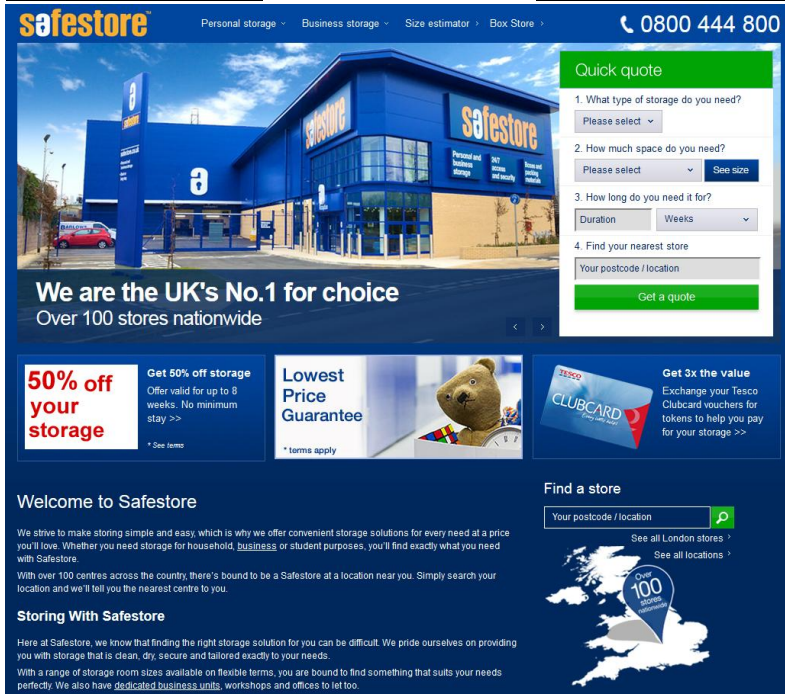 safestore
Personal storage
Business storage
Size estimator
Box Store
0800 444 800
safestore
safestore
Personal and
business
storage
24/7
access
and security
Boxes and
packing
materials
Quick quote
1. What type of storage do you need?
Please select
2. How much space do you need?
Please select
See size
3. How long do you need it for?
Duration
Weeks
4. Find your nearest store
Your postcode / location
Get a quote
We are the UK's No.1 for choice
Over 100 stores nationwide
50% off
your
storage
Get 50% off storage
Offer valid for up to 8
weeks. No minimum
stay >>
* See terms
Lowest
Price
Guarantee
* terms apply
TESCO
CLUBCARD
Every little helps
Get 3x the value
Exchange your Tesco
Clubcard vouchers for
tokens to help you pay
for your storage >>
Welcome to Safestore
We strive to make storing simple and easy, which is why we offer convenient storage solutions for every need at a price
you'll love. Whether you need storage for household, business or student purposes, you'll find exactly what you need
with Safestore.
With over 100 centres across the country, there's bound to be a Safestore at a location near you. Simply search your
location and we'll tell you the nearest centre to you.
Storing With Safestore
Here at Safestore, we know that finding the right storage solution for you can be difficult. We pride ourselves on providing
you with storage that is clean, dry, secure and tailored exactly to your needs.
With a range of storage room sizes available on flexible terms, you are bound to find something that suits your needs
perfectly. We also have dedicated business units, workshops and offices to let too.
Find a store
Your postcode / location
See all London stores
See all locations
Over
100
stores
nationwide